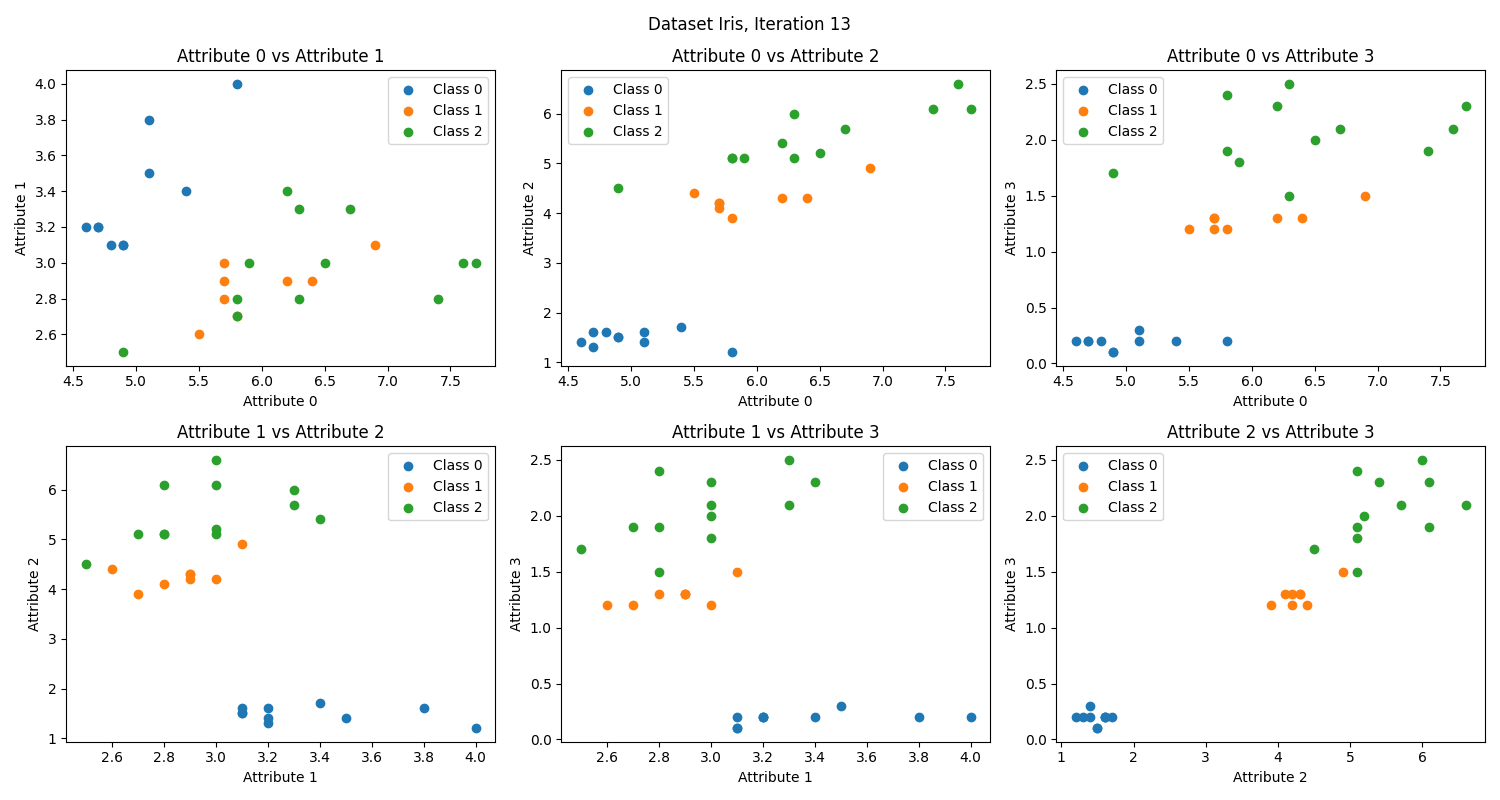 Dataset Iris, Iteration 13
Attribute 0 vs Attribute 1
Class 0
Class 1
Class 2
4.0
3.8
3.6
3.4
3.2
3.0
2.8
2.6
Attribute 1
4.5 5.0 5.5 6.0 6.5 7.0 7.5
Attribute 0
Attribute 0 vs Attribute 2
Class 0
Class 1
Class 2
6
5
4
3
2
1
Attribute 2
4.5 5.0 5.5 6.0 6.5 7.0 7.5
Attribute 0
Attribute 0 vs Attribute 3
Class 0
Class 1
Class 2
2.5
2.0
1.5
1.0
0.5
0.0
Attribute 3
4.5 5.0 5.5 6.0 6.5 7.0 7.5
Attribute 0
Attribute 1 vs Attribute 2
Class 0
Class 1
Class 2
6
5
4
3
2
1
Attribute 2
2.6 2.8 3.0 3.2 3.4 3.6 3.8 4.0
Attribute 1
Attribute 1 vs Attribute 3
Class 0
Class 1
Class 2
2.5
2.0
1.5
1.0
0.5
0.0
Attribute 3
2.6 2.8 3.0 3.2 3.4 3.6 3.8 4.0
Attribute 1
Attribute 2 vs Attribute 3
Class 0
Class 1
Class 2
2.5
2.0
1.5
1.0
0.5
0.0
Attribute 3
1 2 3 4 5 6
Attribute 2